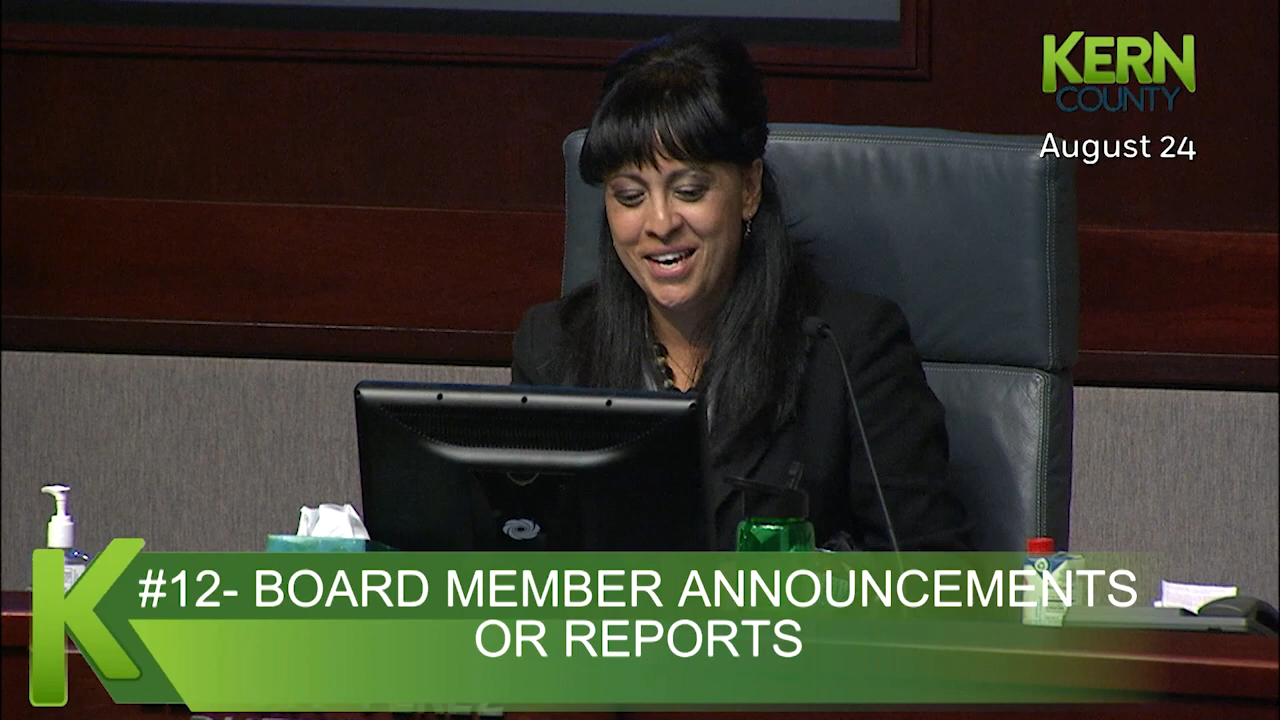 KERN
COUNTY
August 24
#12- BOARD MEMBER ANNOUNCEMENTS
OR REPORTS